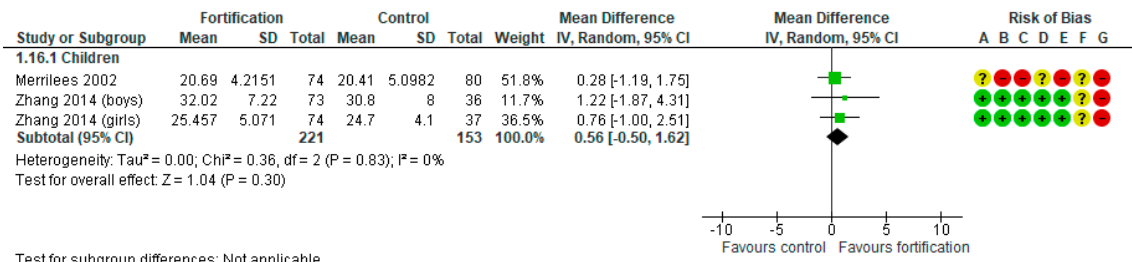 Fortification Control Mean Difference Mean Difference Risk of Bias
Study or Subgroup Mean SD Total Mean SD Total Weight IV, Random, 95% CI IV, Random, 95% CI A B C D E F G
1.16.1 Children
Merrilees 2002 20.69 4.2151 74 20.41 5.0982 80 51.8% 0.28 [-1.19, 1.75] ? - - ? - ? -
Zhang 2014 (boys) 32.02 7.22 73 30.8 8 36 11.7% 1.22 [-1.87, 4.31] + + + + + ? -
Zhang 2014 (girls) 25.457 5.071 74 24.7 4.1 37 36.5% 0.76 [-1.00, 2.51] + + + + + ? -
Subtotal (95% CI) 221 153 100.0% 0.56 [-0.50, 1.62]
Heterogeneity: Tau² = 0.00; Chi² = 0.36, df = 2 (P = 0.83); I² = 0%
Test for overall effect: Z = 1.04 (P = 0.30)
-10 -5 0 5 10
Favours control Favours fortification
Test for subgroup differences: Not applicable